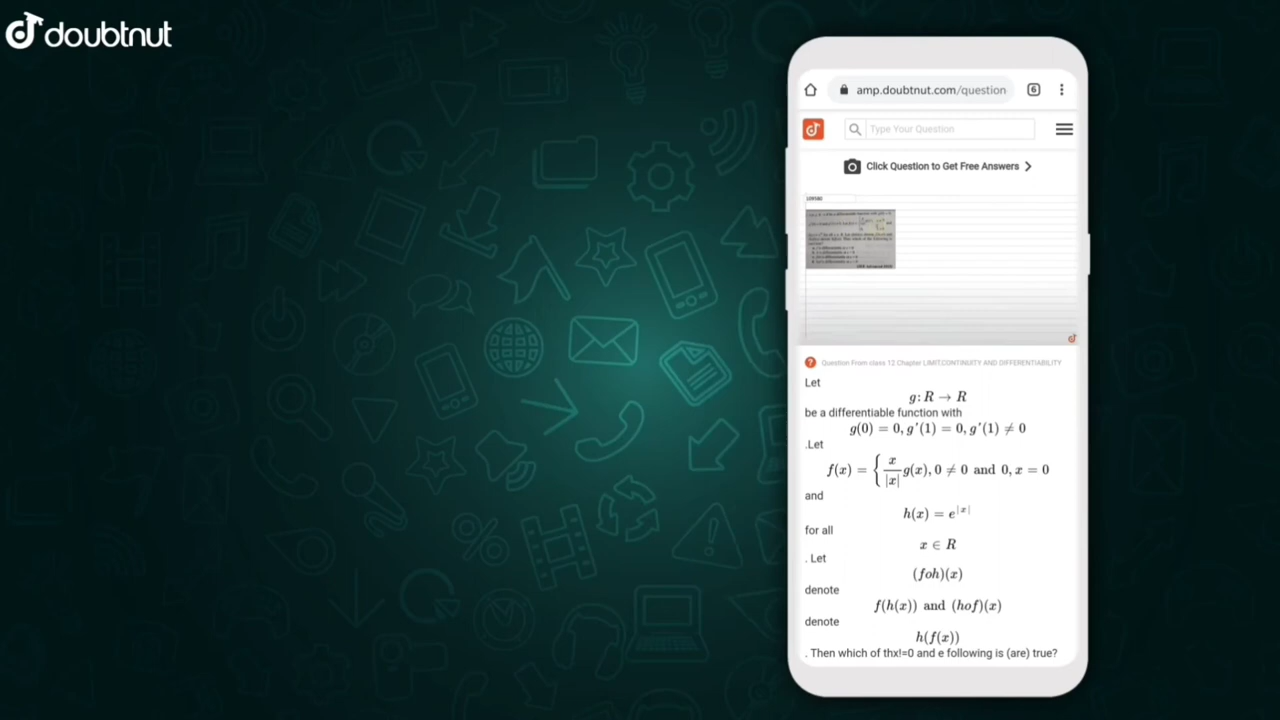 doubtnut
amp.doubtnut.com/question
6
Type Your Question
Click Question to Get Free Answers
Question From class 12 Chapter LIMIT,CONTINUITY AND DIFFERENTIABILITY
Let
g: R → R
be a differentiable function with
g(0) = 0, g'(1) = 0, g'(1) ≠ 0
.Let
f(x) = { x/|x| g(x), 0 ≠ 0 and 0, x = 0
and
h(x) = e^|x|
for all
x ∈ R
. Let
(foh)(x)
denote
f(h(x)) and (hof)(x)
denote
h(f(x))
. Then which of thx!=0 and e following is (are) true?